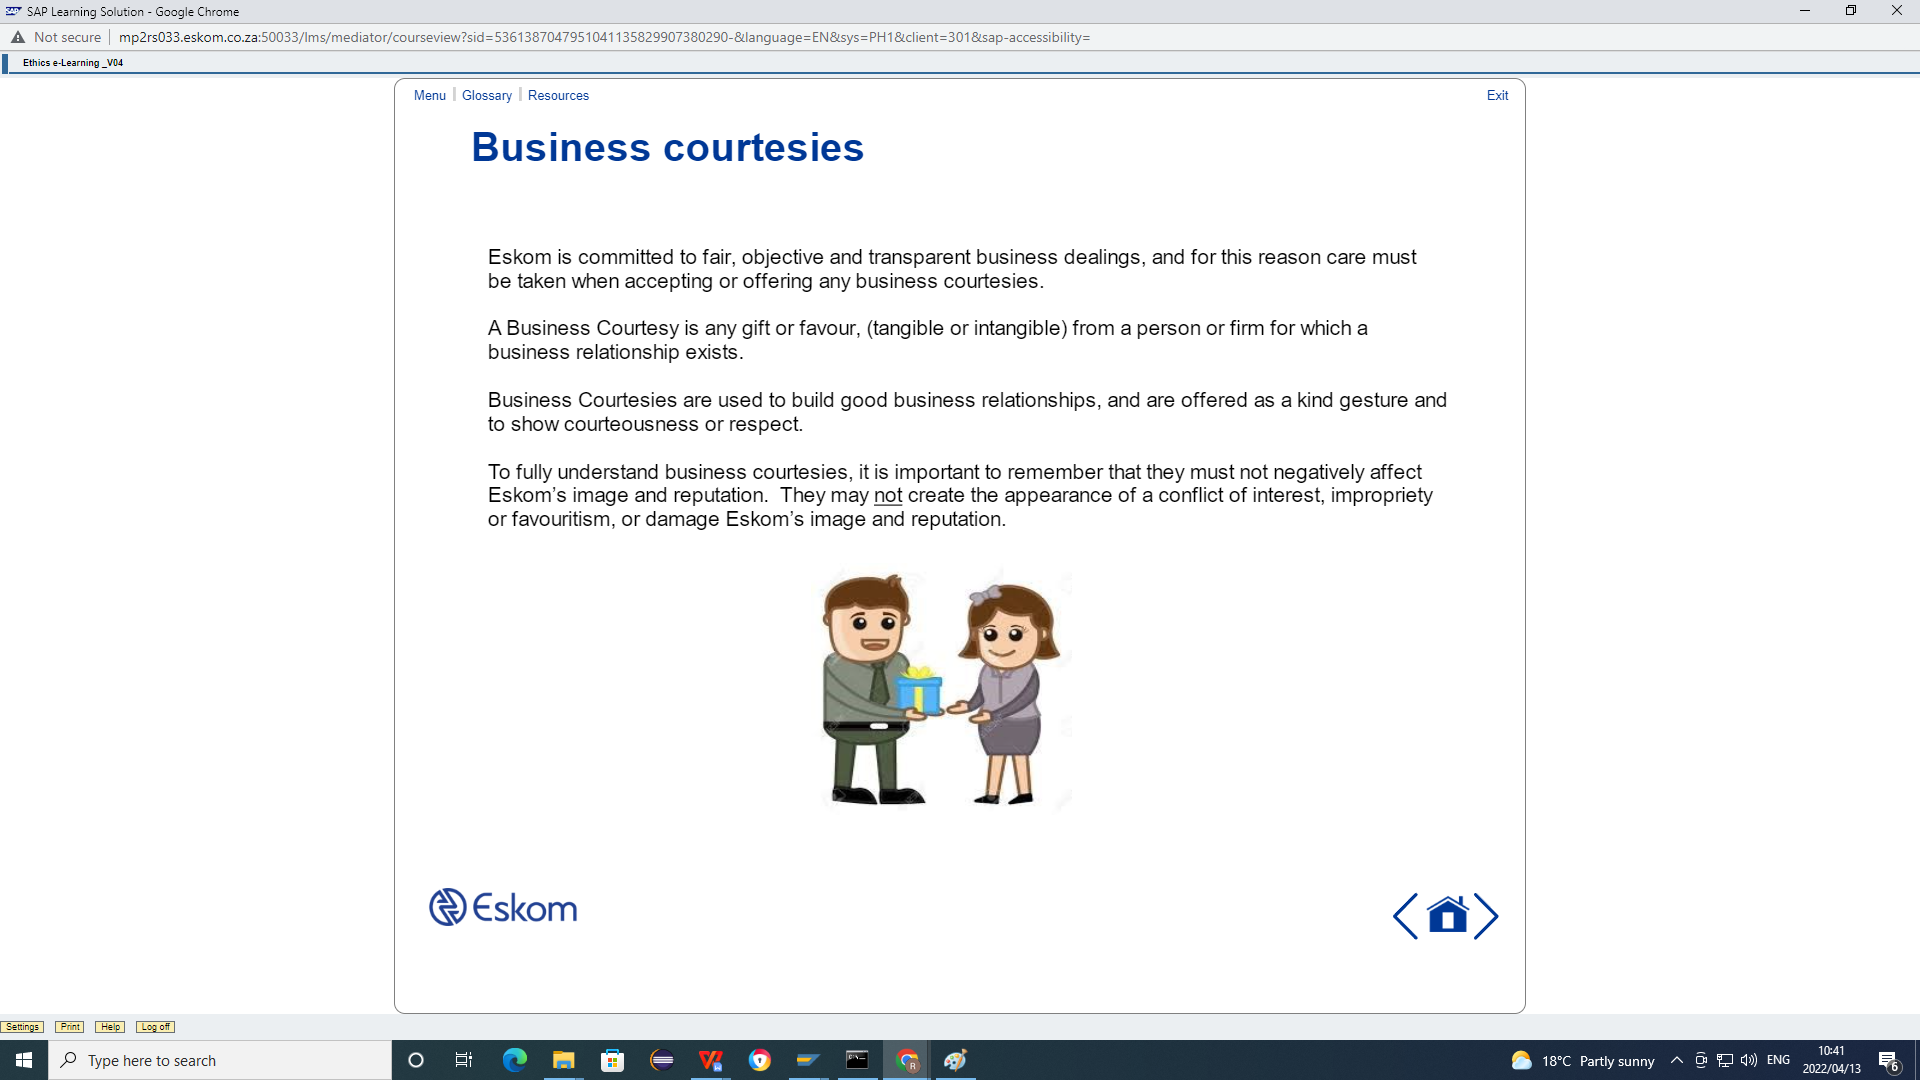 SAP Learning Solution - Google Chrome
Not secure mp2rs033.eskom.co.za:50033/lms/mediator/courseview?sid=5361387047951041135829907380290-&language=EN&sys=PH1&client=301&sap-accessibility=
Ethics e-Learning _V04
Menu Glossary Resources Exit
Business courtesies
Eskom is committed to fair, objective and transparent business dealings, and for this reason care must
be taken when accepting or offering any business courtesies.
A Business Courtesy is any gift or favour, (tangible or intangible) from a person or firm for which a
business relationship exists.
Business Courtesies are used to build good business relationships, and are offered as a kind gesture and
to show courteousness or respect.
To fully understand business courtesies, it is important to remember that they must not negatively affect
Eskom’s image and reputation.  They may not create the appearance of a conflict of interest, impropriety
or favouritism, or damage Eskom’s image and reputation.
Eskom
Settings Print Help Log off
Type here to search
18°C Partly sunny ENG
10:41
2022/04/13
6